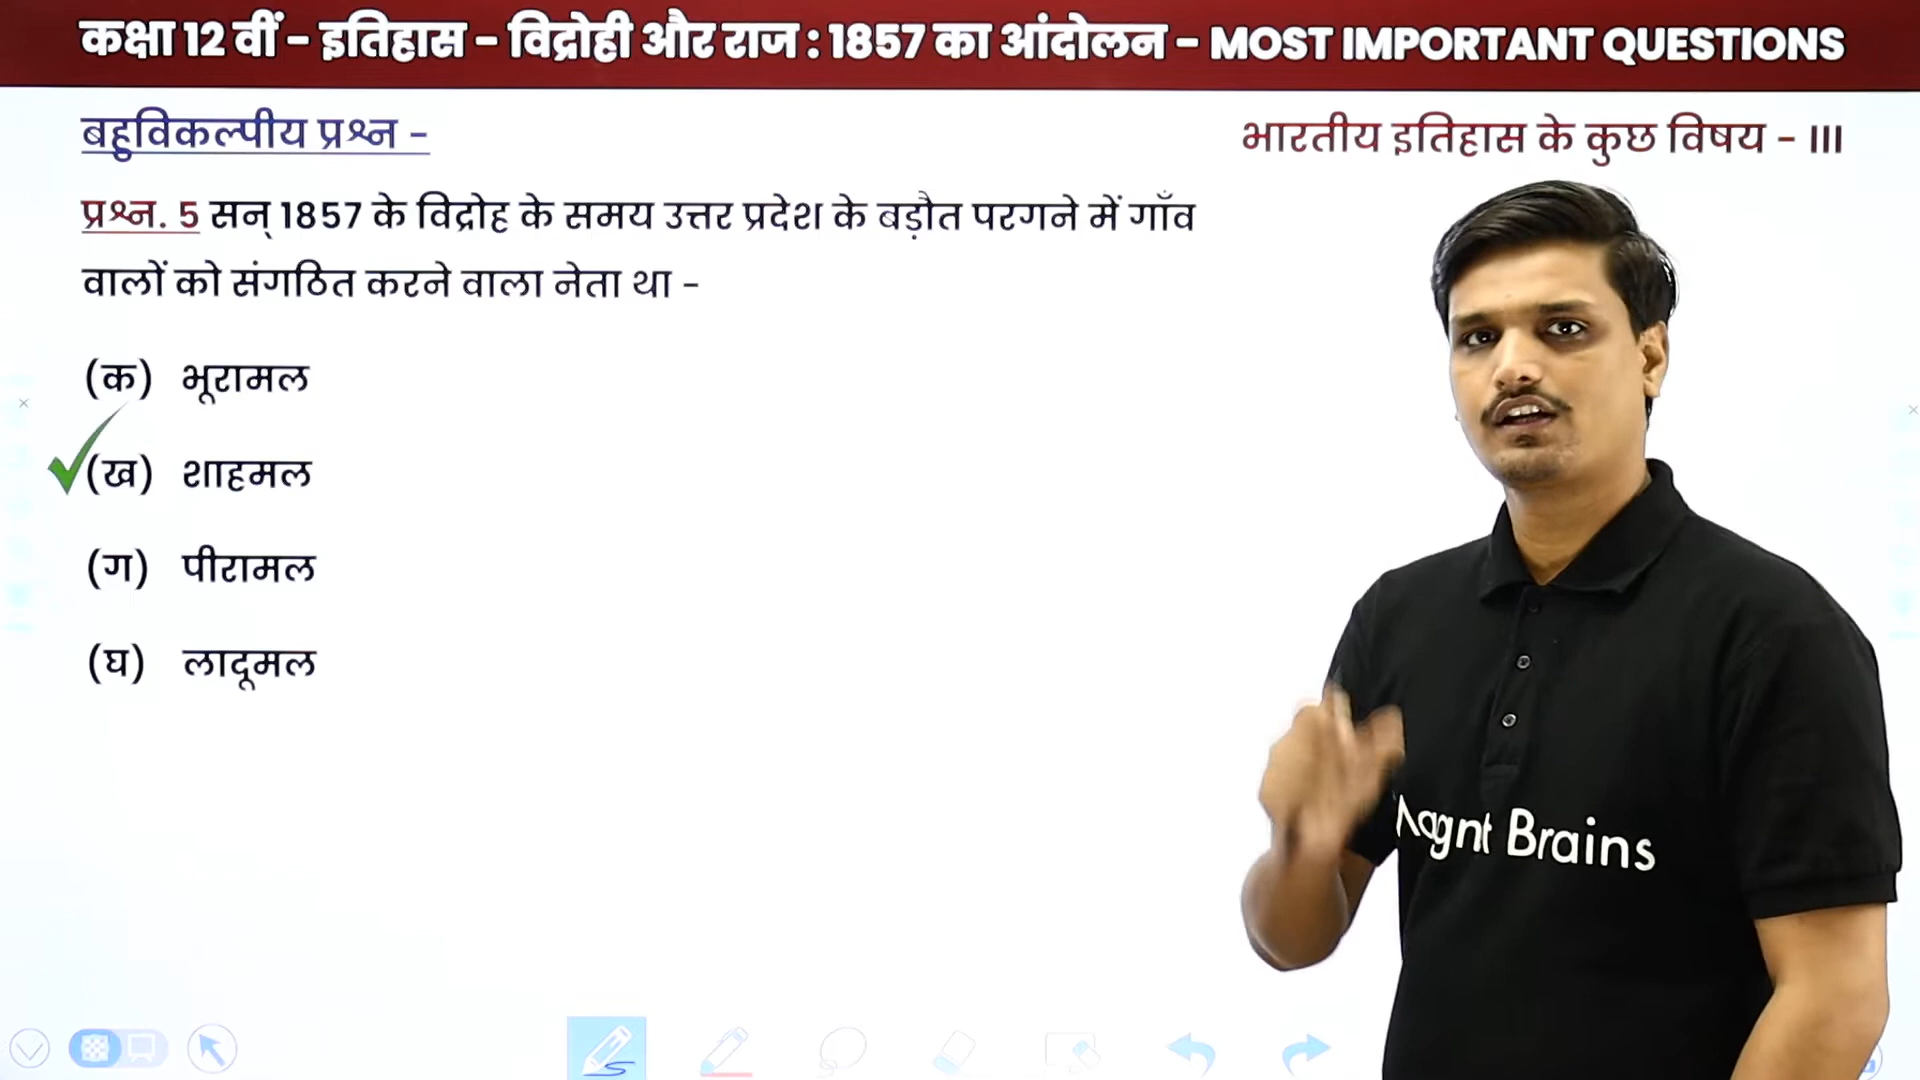 कक्षा 12 वीं - इतिहास - विद्रोही और राज : 1857 का आंदोलन - MOST IMPORTANT QUESTIONS
बहुविकल्पीय प्रश्न -
भारतीय इतिहास के कुछ विषय - III
प्रश्न. 5 सन् 1857 के विद्रोह के समय उत्तर प्रदेश के बड़ौत परगने में गाँव
वालों को संगठित करने वाला नेता था -
(क) भूरामल
(ख) शाहमल
(ग) पीरामल
(घ) लादूमल
Magnt Brains